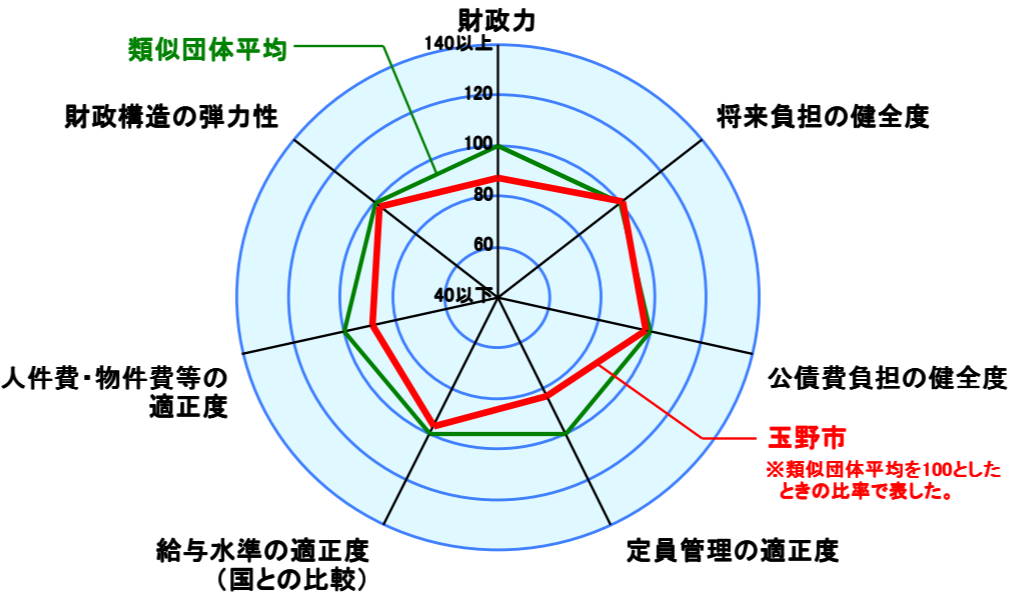 財政力
140以上
類似団体平均
120
財政構造の弾力性
将来負担の健全度
100
80
60
40以下
人件費・物件費等の
適正度
公債費負担の健全度
玉野市
※類似団体平均を100とした
ときの比率で表した。
給与水準の適正度
（国との比較）
定員管理の適正度